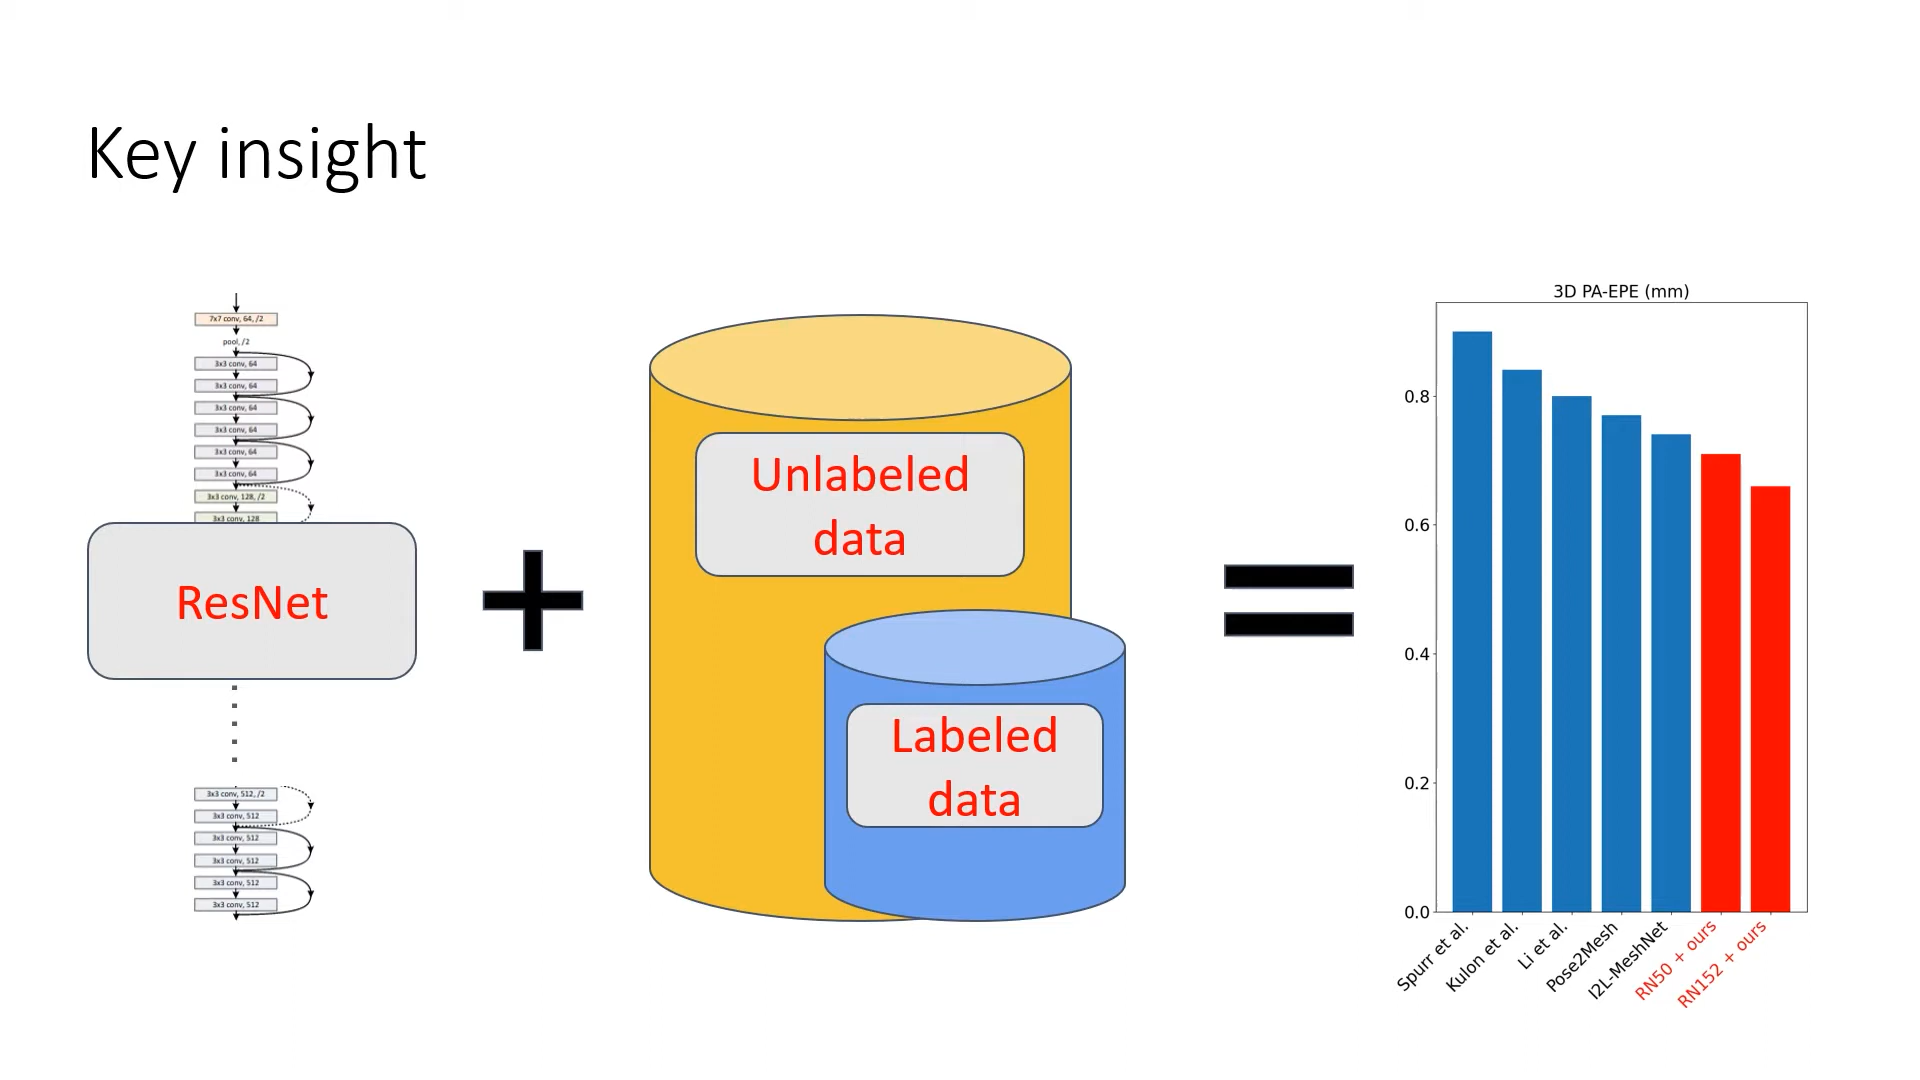 Key insight
7x7 conv, 64, /2
pool, /2
3x3 conv, 64
3x3 conv, 64
3x3 conv, 64
3x3 conv, 64
3x3 conv, 64
3x3 conv, 64
3x3 conv, 128, /2
3x3 conv, 128
ResNet
3x3 conv, 512, /2
3x3 conv, 512
3x3 conv, 512
3x3 conv, 512
3x3 conv, 512
3x3 conv, 512
Unlabeled
data
Labeled
data
3D PA-EPE (mm)
0.8
0.6
0.4
0.2
0.0
Spurr et al.
Kulon et al.
Li et al.
Pose2Mesh
I2L-MeshNet
RN50 + ours
RN152 + ours